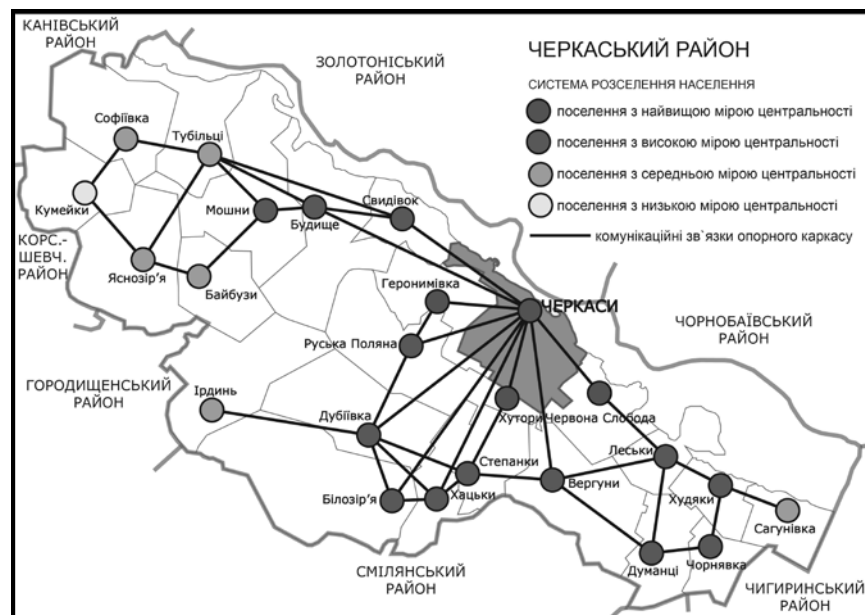 КАНІВСЬКИЙ
РАЙОН
ЗОЛОТОНІСЬКИЙ
РАЙОН
ЧЕРКАСЬКИЙ РАЙОН
СИСТЕМА РОЗСЕЛЕННЯ НАСЕЛЕННЯ
поселення з найвищою мірою центральності
поселення з високою мірою центральності
поселення з середньою мірою центральності
поселення з низькою мірою центральності
комунікаційні зв`язки опорного каркасу
Софіївка
Тубільці
Кумейки
Мошни
Будище
Свидівок
КОРС.-
ШЕВЧ.
РАЙОН
Яснозір'я
Байбузи
Геронимівка
ЧЕРКАСИ
ЧОРНОБАЇВСЬКИЙ
РАЙОН
Руська Поляна
ГОРОДИЩЕНСЬКИЙ
РАЙОН
Ірдинь
Дубіївка
Хутори
Червона Слобода
Степанки
Леськи
Білозір'я
Хацьки
Вергуни
Худяки
Сагунівка
Думанці
Чорнявка
СМІЛЯНСЬКИЙ
РАЙОН
ЧИГИРИНСЬКИЙ
РАЙОН